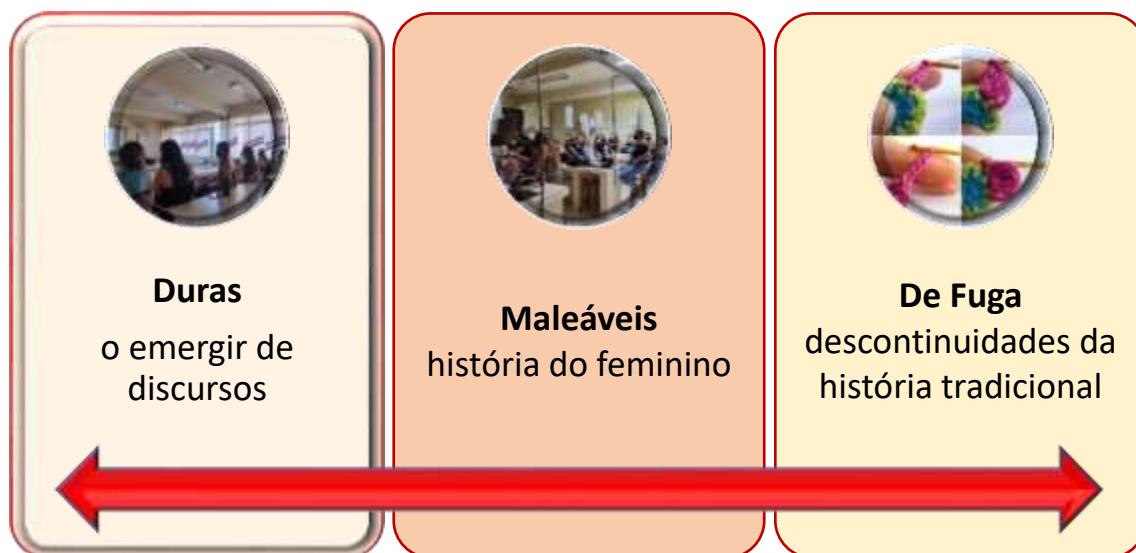 Duras
o emergir de
discursos
Maleáveis
história do feminino
De Fuga
descontinuidades da
história tradicional